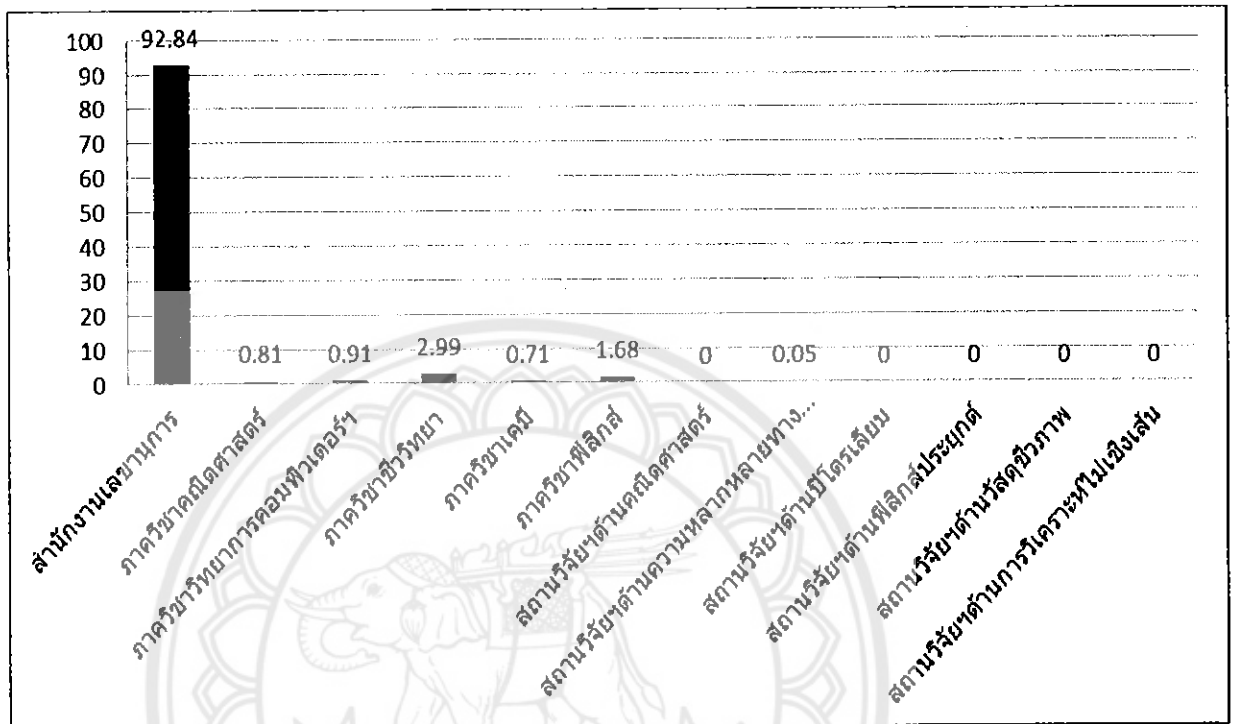 100
90
80
70
60
50
40
30
20
10
0
92.84
0.81
0.91
2.99
0.71
1.68
0
0.05
0
0
0
0
สำนักงานเลขานุการ
ภาควิชาคณิตศาสตร์
ภาควิชาวิทยาการคอมพิวเตอร์ฯ
ภาควิชาชีววิทยา
ภาควิชาเคมี
ภาควิชาฟิสิกส์
สถานวิจัยฯด้านคณิตศาสตร์
สถานวิจัยฯด้านความหลากหลายทาง...
สถานวิจัยฯด้านปิโตรเลียม
สถานวิจัยฯด้านฟิสิกส์ประยุกต์
สถานวิจัยฯด้านวัสดุชีวภาพ
สถานวิจัยฯด้านการวิเคราะห์ไม่เชิงเส้น